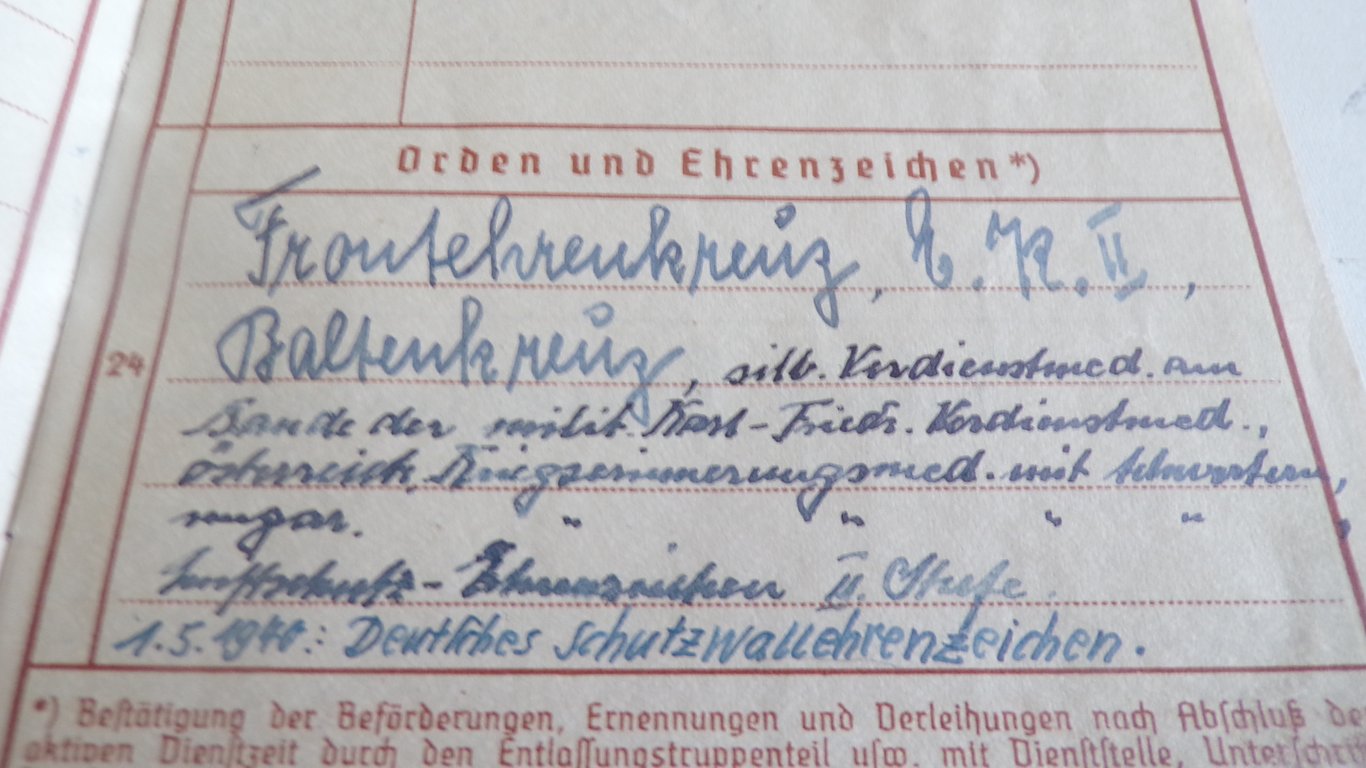 Orden und Ehrenzeichen*)
Frontehrenkreuz, E.K.II,
24
Baltenkreuz, silb. Verdienstmed. am
Bande der milit. Karl-Friedr. Verdienstmed.,
österreich. Kriegserinnerungsmed. mit Schwertern,
ungar. " " " "
Luftschutz-Ehrenzeichen II. Stufe.
1.5.1940.: Deutsches Schutzwallehrenzeichen.
*) Bestätigung der Beförderungen, Ernennungen und Verleihungen nach Abschluß de
aktiven Dienstzeit durch den Entlassungstruppenteil usw. mit Dienststelle, Unterschrif